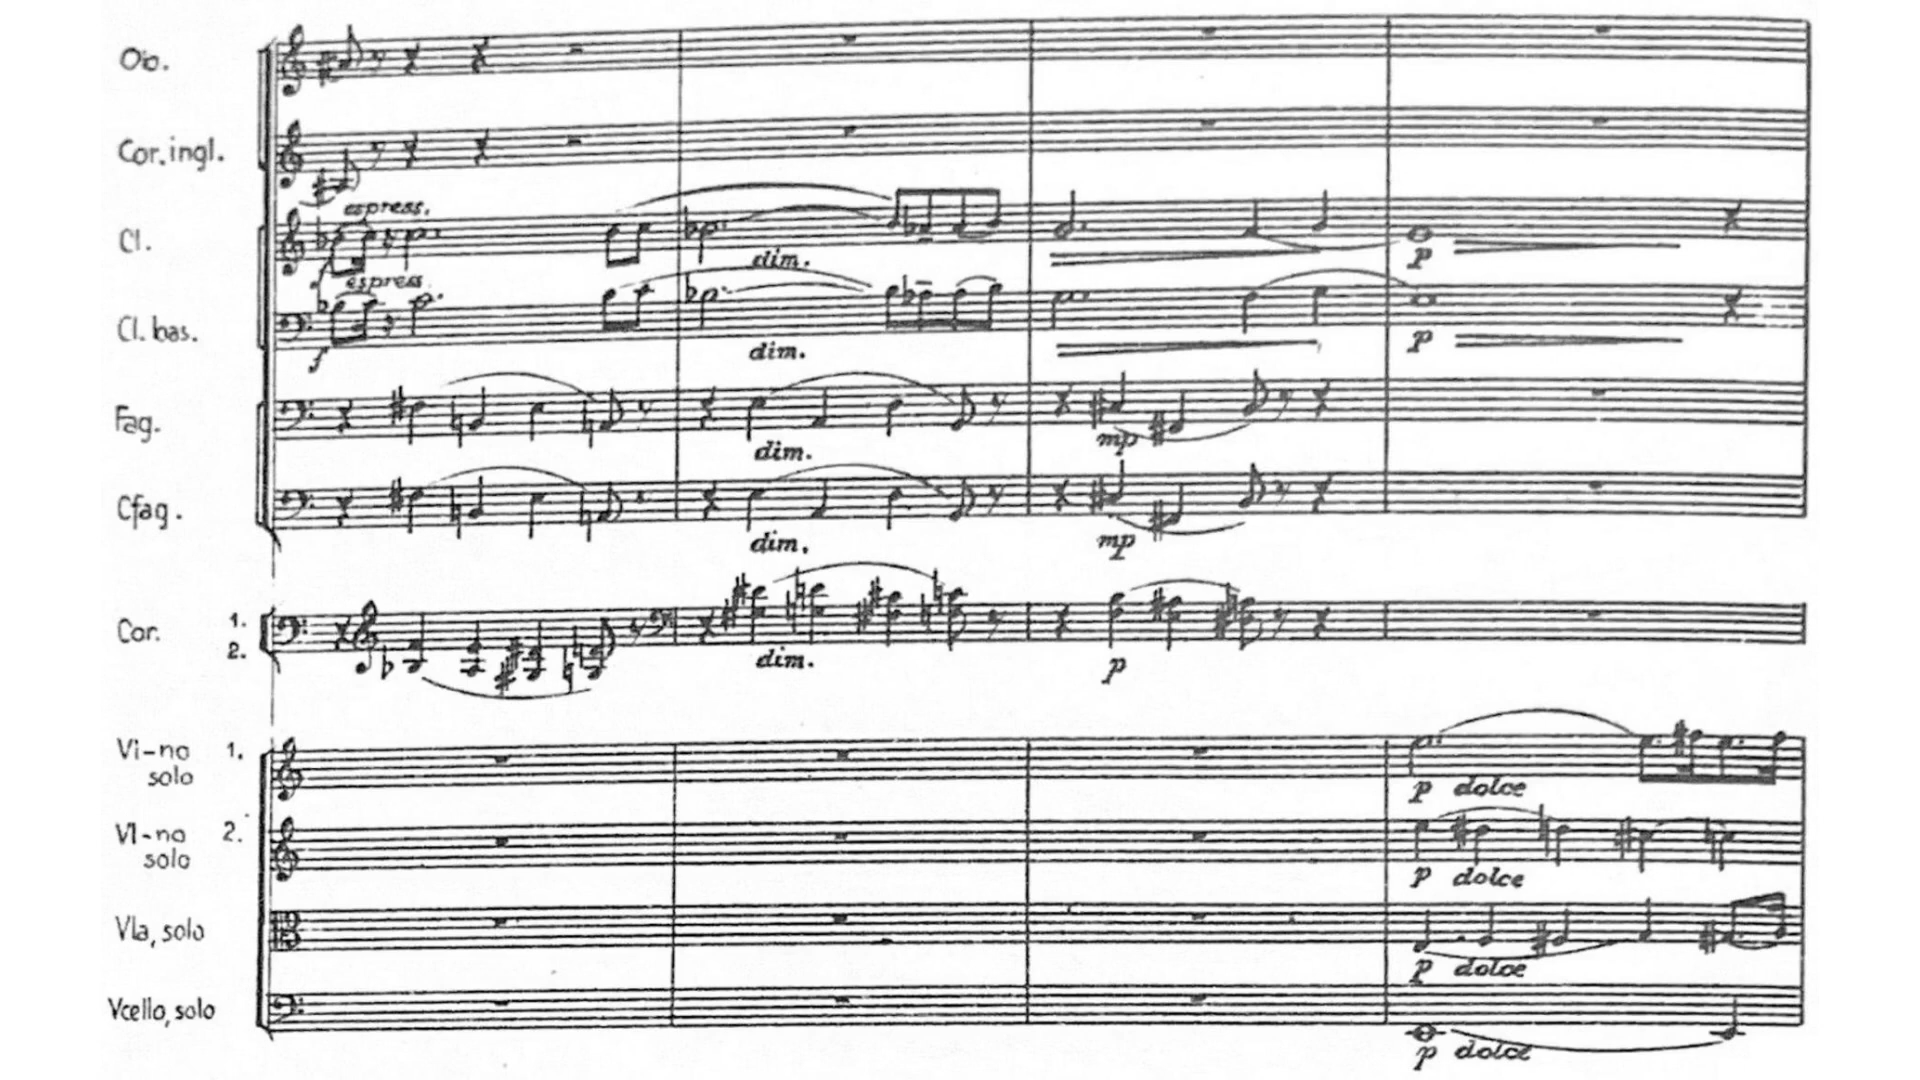 Ob.
Cor. ingl.
espress.
Cl.
f
espress.
Cl. bas.
f
dim.
dim.
p
p
Fag.
dim.
mp
Cfag.
dim.
mp
Cor. 1.
2.
dim.
p
Vi-no 1.
solo
p dolce
Vl-no 2.
solo
p dolce
Vla, solo
p dolce
Vcello, solo
p dolce